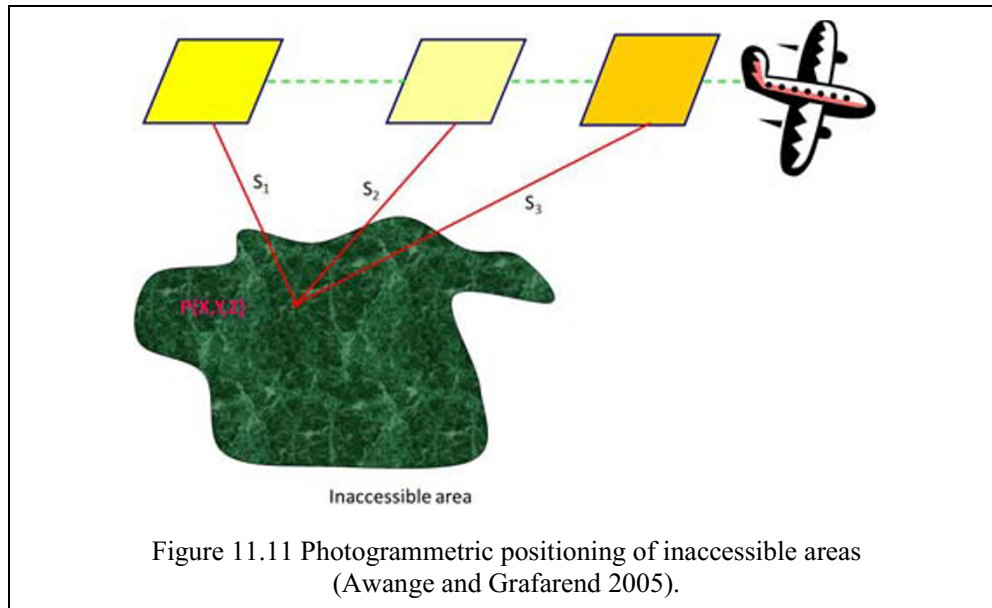 S₁
S₂
S₃
P{X,Y,Z}
Inaccessible area
Figure 11.11 Photogrammetric positioning of inaccessible areas
(Awange and Grafarend 2005).